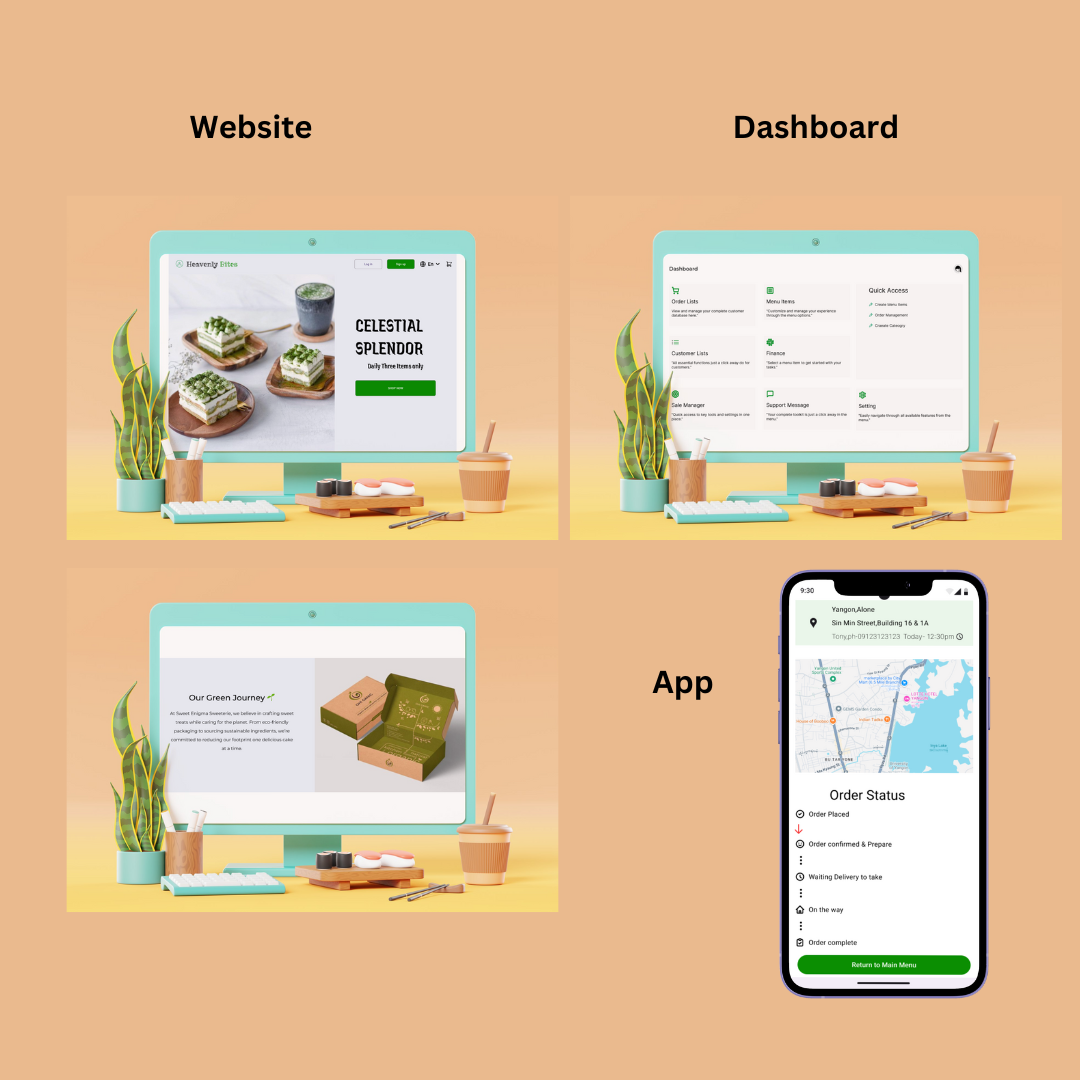 Website
Dashboard
Heavenly Bites
Log In
Sign up
En
CELESTIAL
SPLENDOR
Daily Three Items only
Dashboard
Order Lists
View and manage your complete customer
database here."
Menu Items
"Customize and manage your experience
through the menu options."
Quick Access
Create Menu Items
Order Management
Customer Lists
"All essential functions just a click away do for
customers."
Finance
"Select a menu item to get started with your
tasks."
Sale Manager
"Quick access to key tools and settings in one
place."
Support Message
"Your complete toolkit is just a click away in the
menu."
Setting
"Easily navigate through all available features from the
menu."
Our Green Journey
At Sweet Enigma Sweeteria, we believe in crafting sweet
treats while caring for the planet. From eco-friendly
packaging to sourcing sustainable ingredients, we're
committed to reducing our footprint one delicious cake
at a time.
App
9:30
Yangon,Alone
Sin Min Street,Building 16 & 1A
Tony,ph-09123123123 Today- 12:30pm
Order Status
Order Placed
Order confirmed & Prepare
Waiting Delivery to take
On the way
Order complete
Return to Main Menu